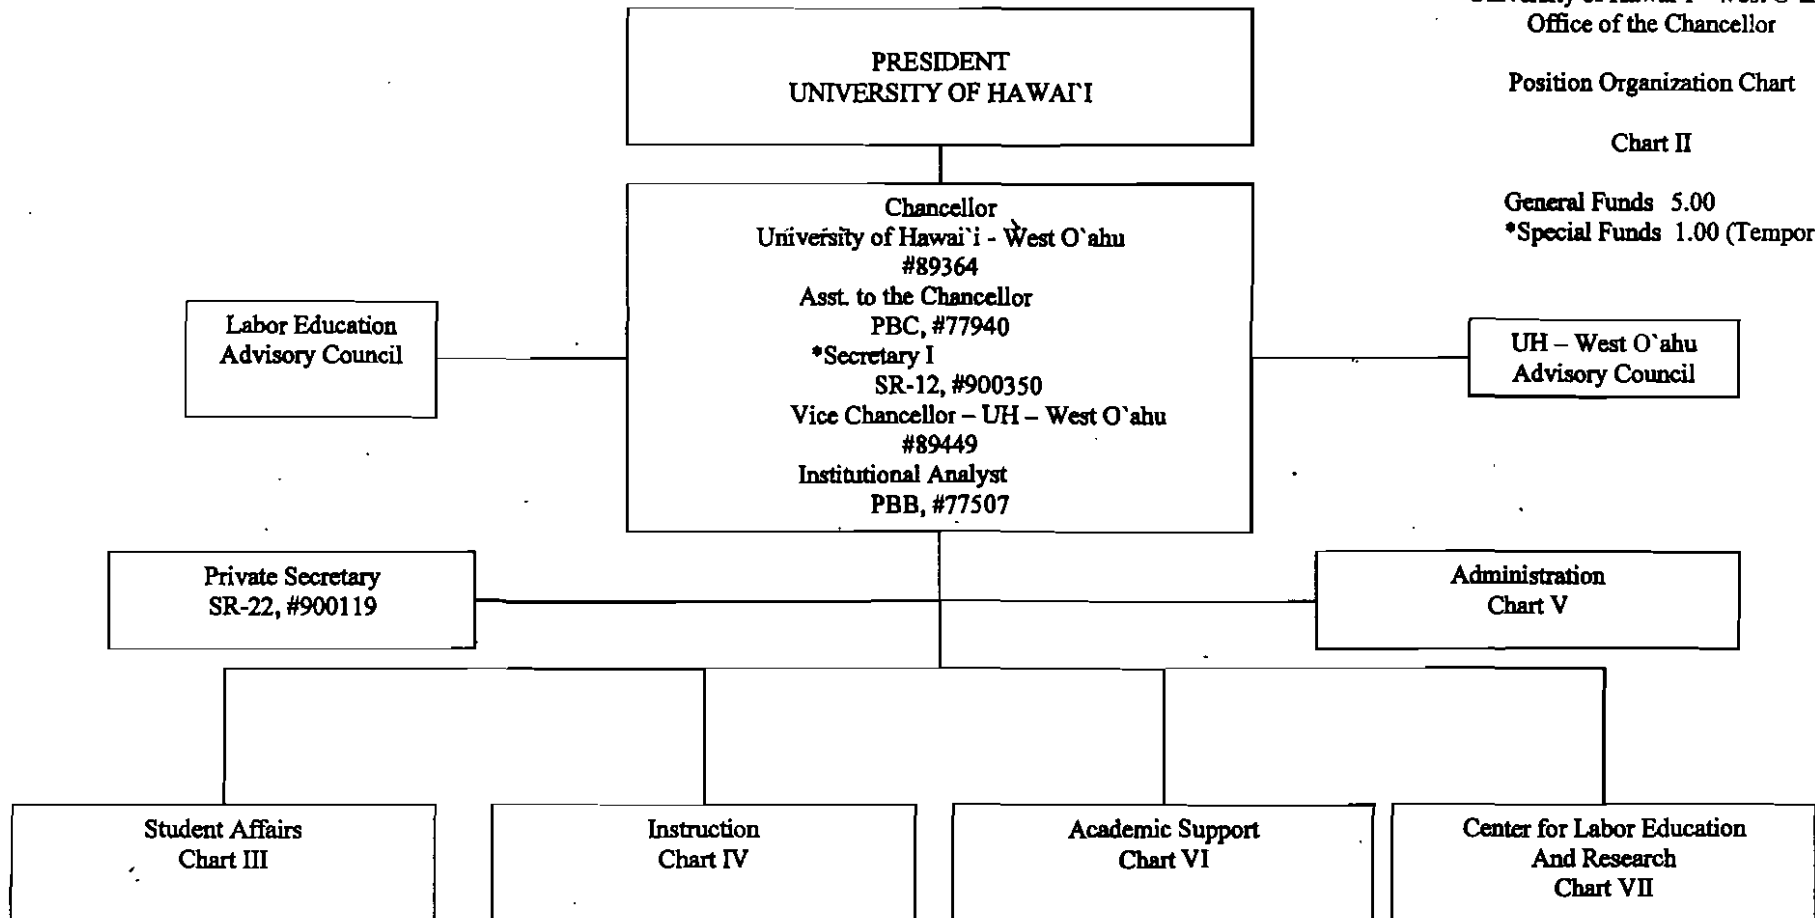 Office of the Chancellor
Position Organization Chart
Chart II
General Funds 5.00
*Special Funds 1.00
PRESIDENT
UNIVERSITY OF HAWAI`I
Chancellor
University of Hawai`i - West O`ahu
#89364
Asst. to the Chancellor
PBC, #77940
*Secretary I
SR-12, #900350
Vice Chancellor – UH – West O`ahu
#89449
Institutional Analyst
PBB, #77507
Labor Education
Advisory Council
UH – West O`ahu
Advisory Council
Private Secretary
SR-22, #900119
Administration
Chart V
Student Affairs
Chart III
Instruction
Chart IV
Academic Support
Chart VI
Center for Labor Education
And Research
Chart VII